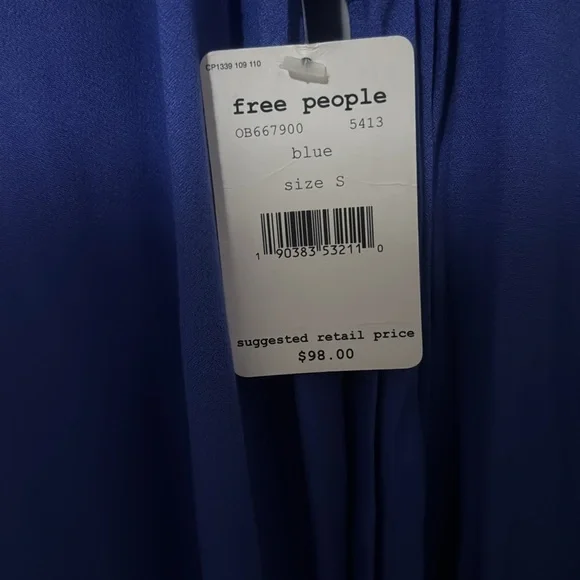 CP1339 109 110
free people
OB667900 5413
blue
size S
1 90383 53211 0
suggested retail price
$98.00